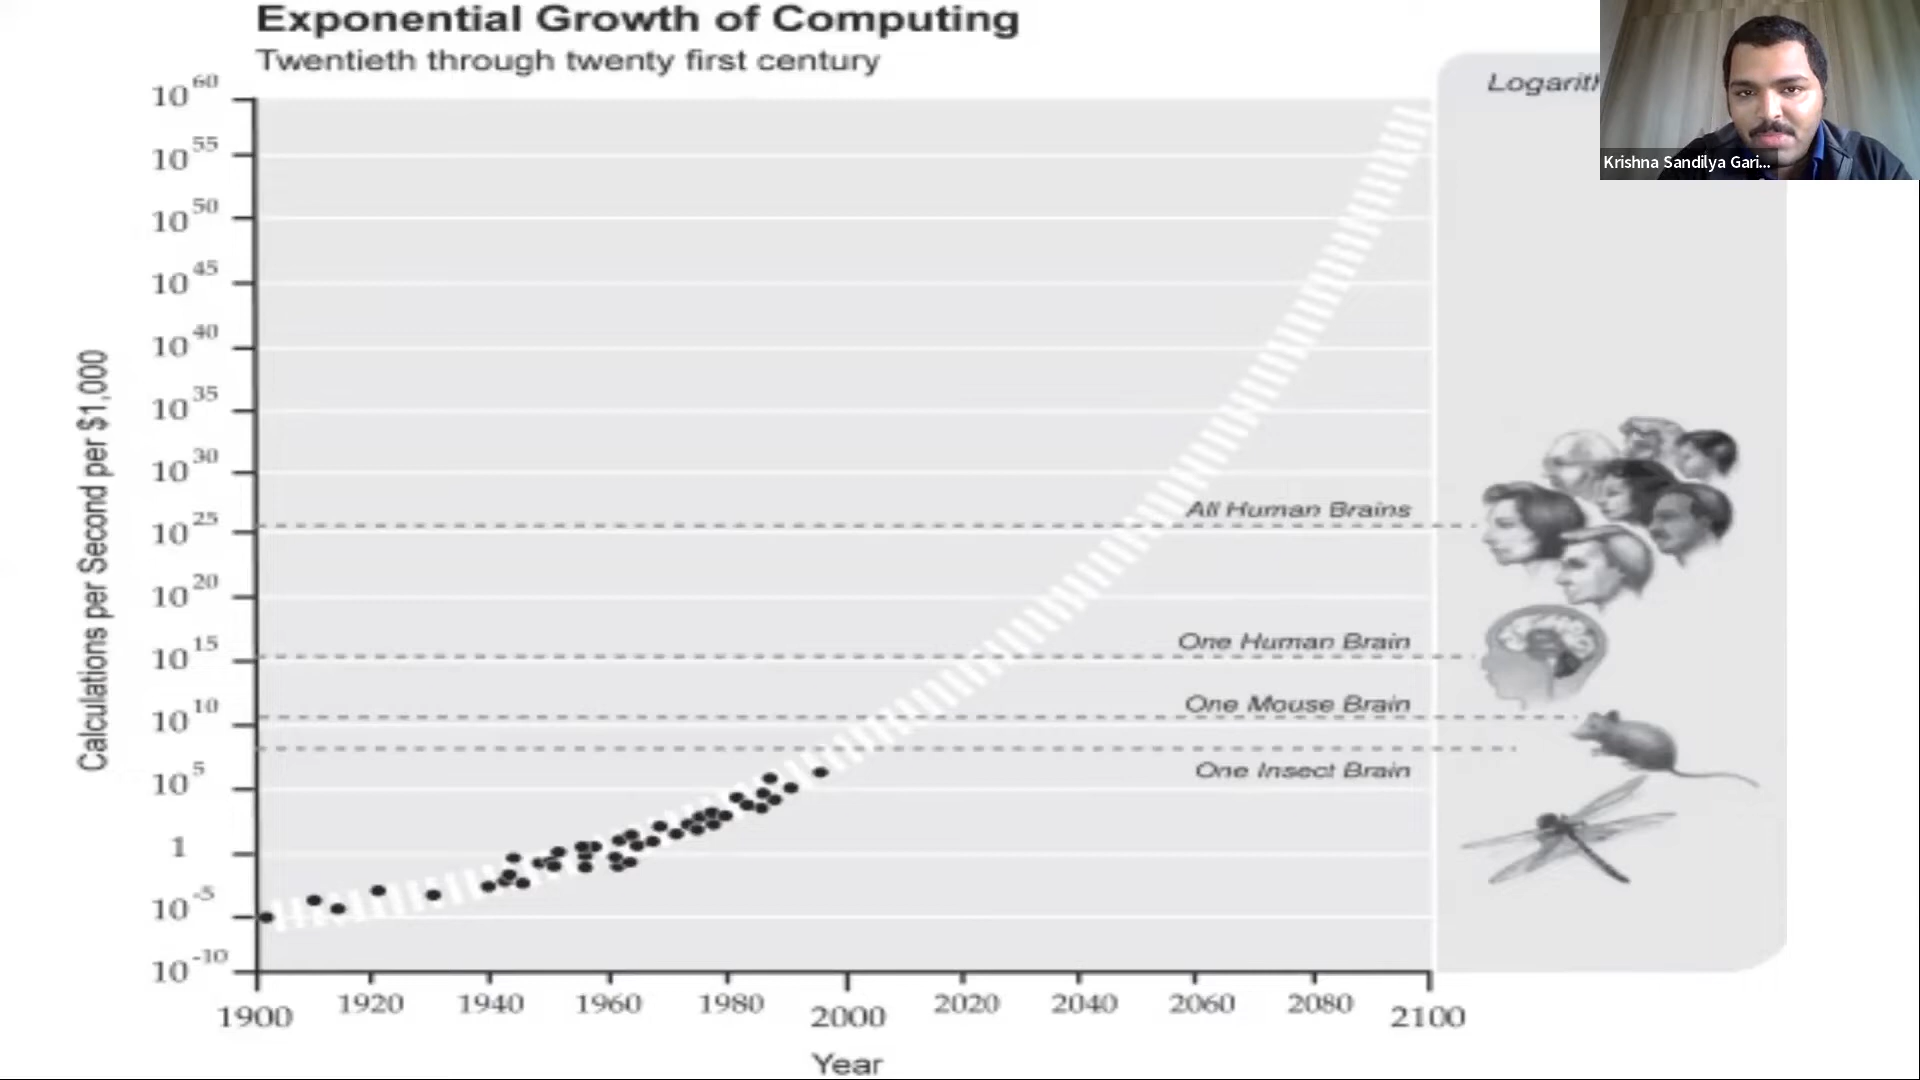 Exponential Growth of Computing
Twentieth through twenty first century
Logarith
Krishna Sandilya Gari...
10^60
10^55
10^50
10^45
10^40
10^35
10^30
10^25
10^20
10^15
10^10
10^5
1
10^-5
10^-10
Calculations per Second per $1,000
All Human Brains
One Human Brain
One Mouse Brain
One Insect Brain
1900 1920 1940 1960 1980 2000 2020 2040 2060 2080 2100
Year